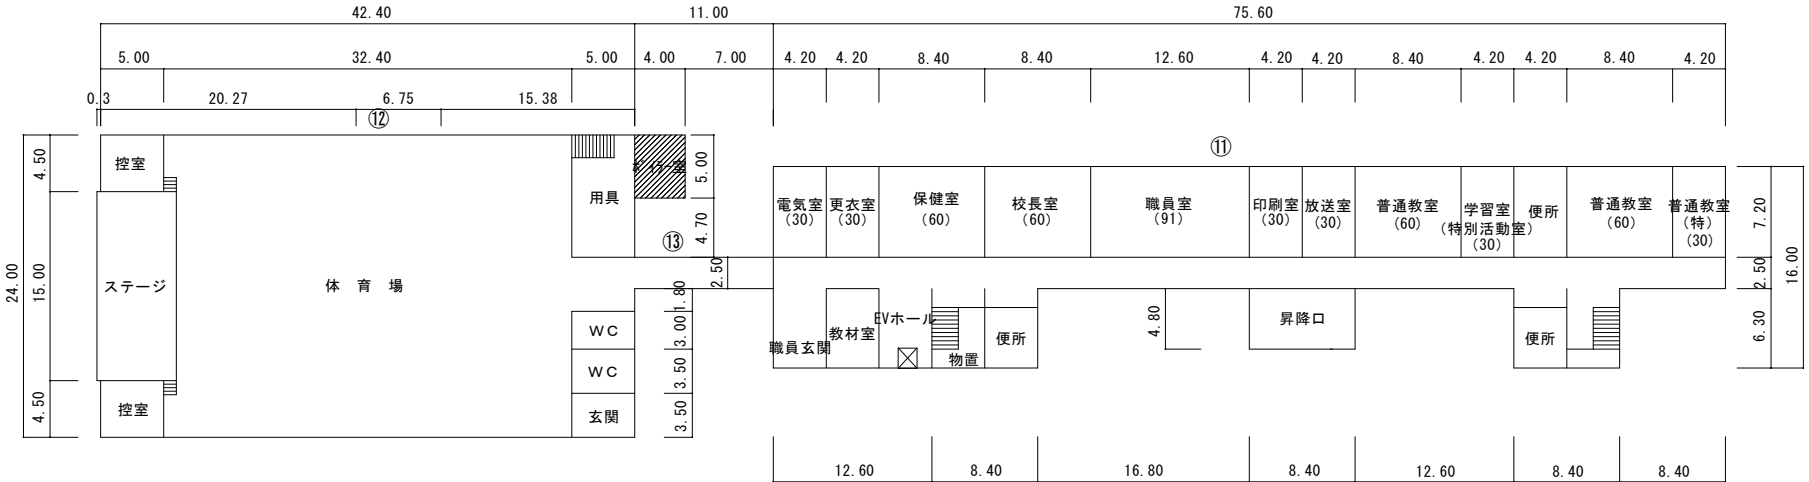 42.40 11.00 75.60
5.00 32.40 5.00 4.00 7.00 4.20 4.20 8.40 8.40 12.60 4.20 4.20 8.40 4.20 4.20 8.40 4.20
0.3 20.27 6.75 15.38
⑫
⑪
⑬
24.00
4.50
15.00
4.50
控室
ステージ
控室
体 育 場
用具
ボイラー室
5.00
4.70
2.50
1.80
3.00
3.50
3.50
WC
WC
玄関
電気室
(30)
更衣室
(30)
保健室
(60)
校長室
(60)
職員室
(91)
印刷室
(30)
放送室
(30)
普通教室
(60)
学習室
(特別活動室)
(30)
便所
普通教室
(60)
普通教室
(特)
(30)
7.20
2.50
6.30
16.00
職員玄関
教材室
EVホール
物置
便所
4.80
昇降口
便所
12.60 8.40 16.80 8.40 12.60 8.40 8.40